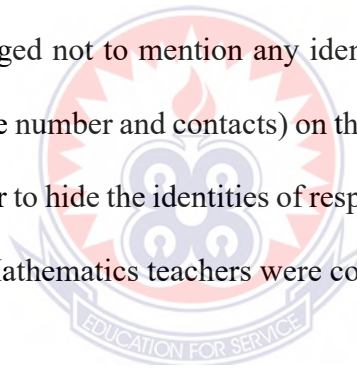 ged not to mention any iden
e number and contacts) on th
r to hide the identities of resp
Mathematics teachers were co
EDUCATION FOR SERVICE